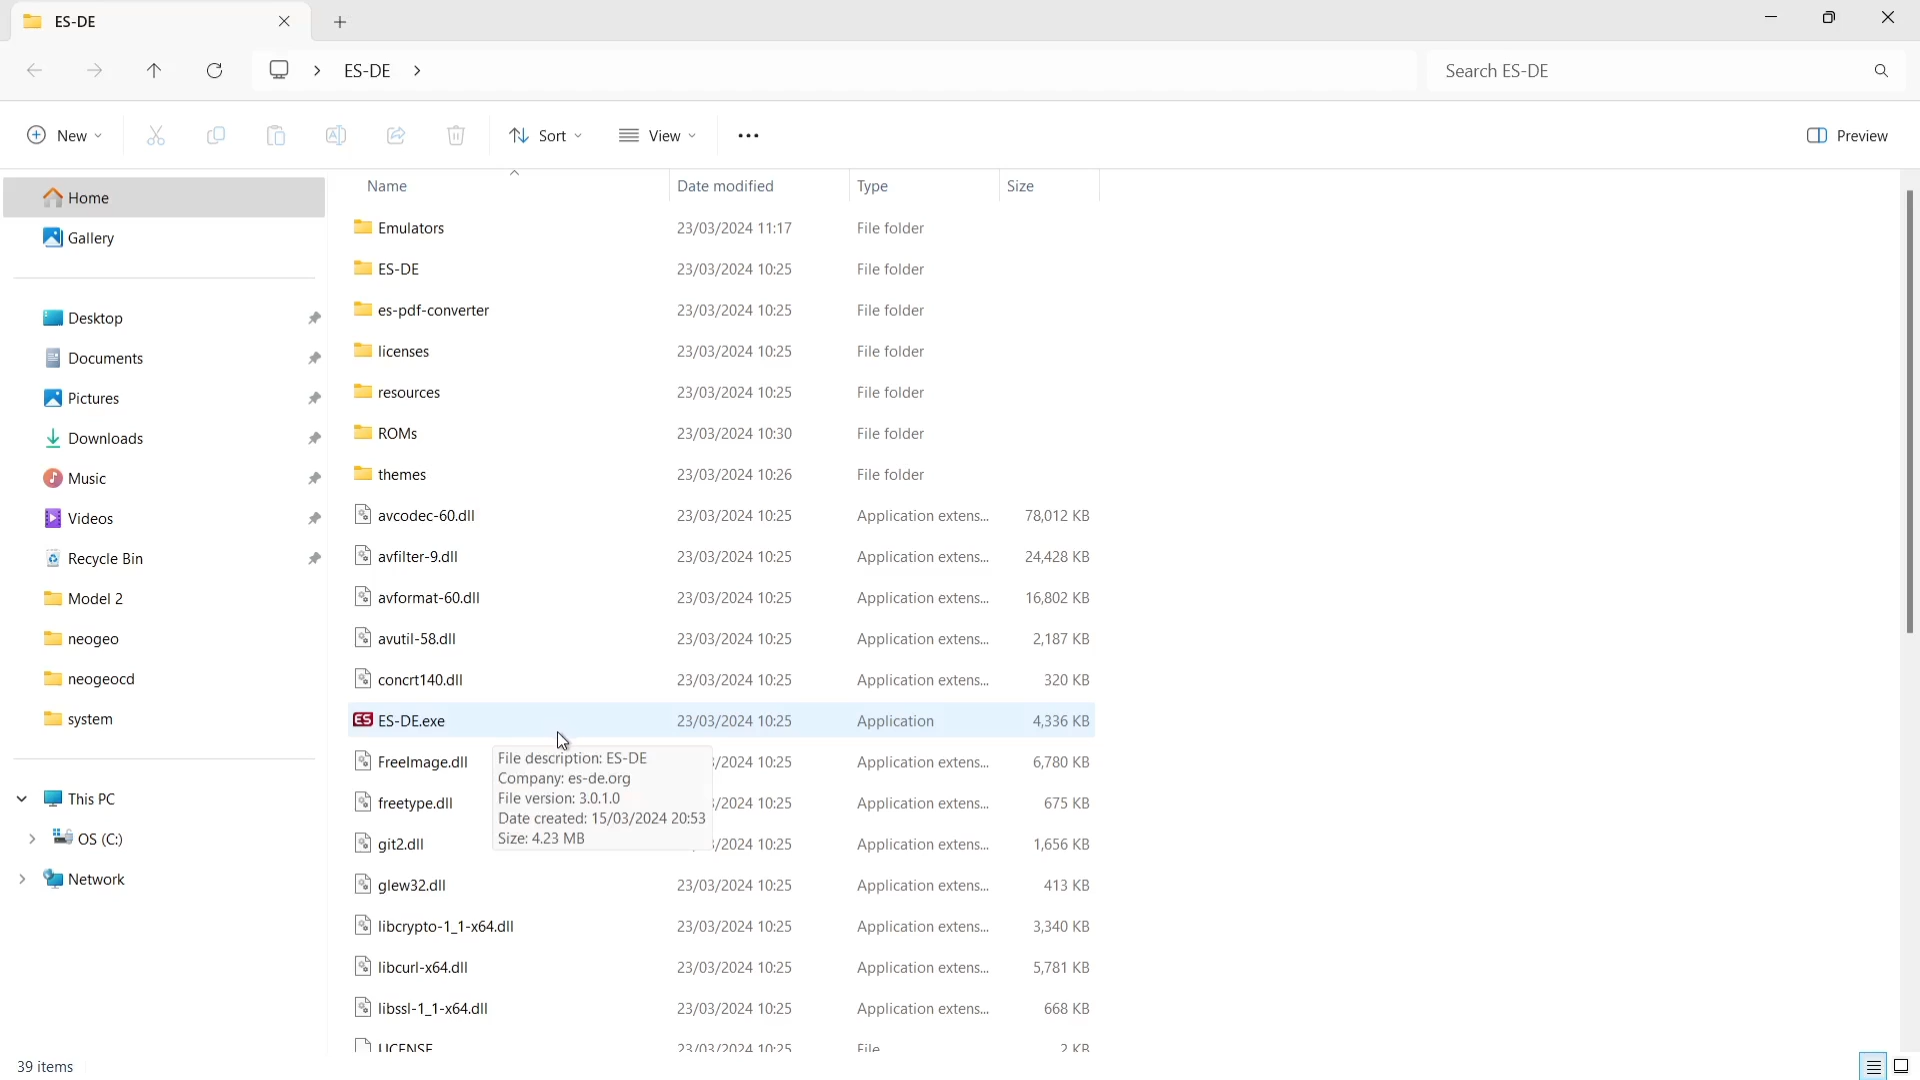 ES-DE
ES-DE
Search ES-DE
New
Sort
View
Preview
Home
Gallery
Desktop
Documents
Pictures
Downloads
Music
Videos
Recycle Bin
Model 2
neogeo
neogeocd
system
This PC
OS (C:)
Network
Name Date modified Type Size
Emulators 23/03/2024 11:17 File folder
ES-DE 23/03/2024 10:25 File folder
es-pdf-converter 23/03/2024 10:25 File folder
licenses 23/03/2024 10:25 File folder
resources 23/03/2024 10:25 File folder
ROMs 23/03/2024 10:30 File folder
themes 23/03/2024 10:26 File folder
avcodec-60.dll 23/03/2024 10:25 Application extens... 78,012 KB
avfilter-9.dll 23/03/2024 10:25 Application extens... 24,428 KB
avformat-60.dll 23/03/2024 10:25 Application extens... 16,802 KB
avutil-58.dll 23/03/2024 10:25 Application extens... 2,187 KB
concrt140.dll 23/03/2024 10:25 Application extens... 320 KB
ES ES-DE.exe 23/03/2024 10:25 Application 4,336 KB
FreeImage.dll /2024 10:25 Application extens... 6,780 KB
freetype.dll /2024 10:25 Application extens... 675 KB
git2.dll /2024 10:25 Application extens... 1,656 KB
glew32.dll 23/03/2024 10:25 Application extens... 413 KB
libcrypto-1_1-x64.dll 23/03/2024 10:25 Application extens... 3,340 KB
libcurl-x64.dll 23/03/2024 10:25 Application extens... 5,781 KB
libssl-1_1-x64.dll 23/03/2024 10:25 Application extens... 668 KB
LICENSE 23/03/2024 10:25 File 2 KB
File description: ES-DE
Company: es-de.org
File version: 3.0.1.0
Date created: 15/03/2024 20:53
Size: 4.23 MB
39 items